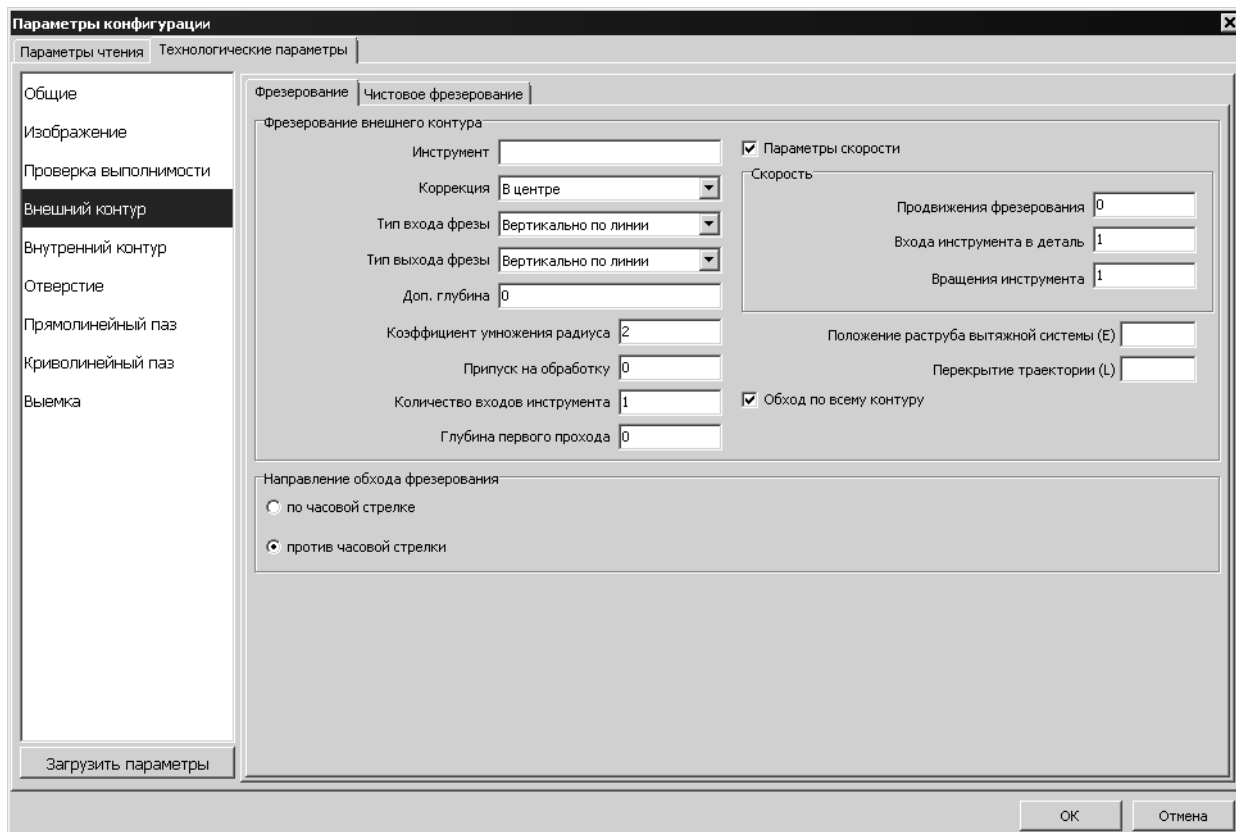 Параметры конфигурации
Параметры чтения
Технологические параметры
Общие
Изображение
Проверка выполнимости
Внешний контур
Внутренний контур
Отверстие
Прямолинейный паз
Криволинейный паз
Выемка
Загрузить параметры
Фрезерование
Чистовое фрезерование
Фрезерование внешнего контура
Инструмент
Коррекция В центре
Тип входа фрезы Вертикально по линии
Тип выхода фрезы Вертикально по линии
Доп. глубина 0
Коэффициент умножения радиуса 2
Припуск на обработку 0
Количество входов инструмента 1
Глубина первого прохода 0
Параметры скорости
Скорость
Продвижения фрезерования 0
Входа инструмента в деталь 1
Вращения инструмента 1
Положение раструба вытяжной системы (E)
Перекрытие траектории (L)
Обход по всему контуру
Направление обхода фрезерования
по часовой стрелке
против часовой стрелки
ОК
Отмена